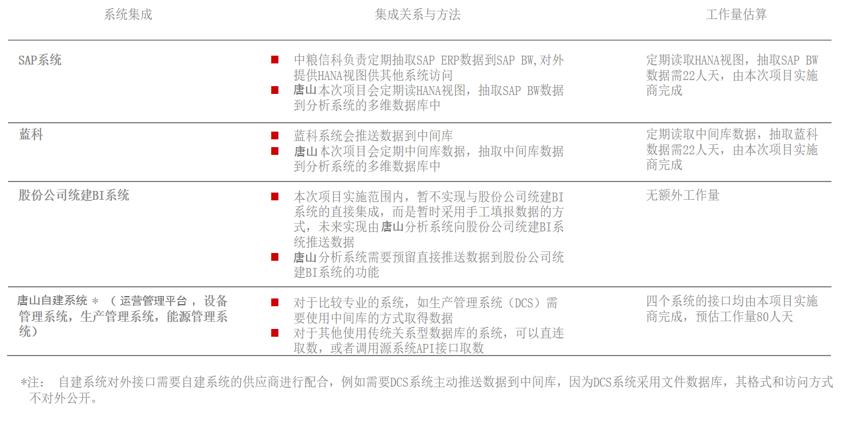 系统集成 集成关系与方法 工作量估算
SAP系统
■ 中粮信科负责定期抽取SAP ERP数据到SAP BW,对外
提供HANA视图供其他系统访问
■ 唐山本次项目会定期读HANA视图，抽取SAP BW数据
到分析系统的多维数据库中
定期读取HANA视图，抽取SAP BW
数据需22人天，由本次项目实施
商完成
蓝科
■ 蓝科系统会推送数据到中间库
■ 唐山本次项目会定期中间库数据，抽取中间库数据
到分析系统的多维数据库中
定期读取中间库数据，抽取蓝科
数据需22人天，由本次项目实施
商完成
股份公司统建BI系统
■ 本次项目实施范围内，暂不实现与股份公司统建BI
系统的直接集成，而是暂时采用手工填报数据的方
式，未来实现由唐山分析系统向股份公司统建BI系
统推送数据
■ 唐山分析系统需要预留直接推送数据到股份公司统
建BI系统的功能
无额外工作量
唐山自建系统*（运营管理平台，设备
管理系统，生产管理系统，能源管理系
统）
■ 对于比较专业的系统，如生产管理系统（DCS）需
要使用中间库的方式取得数据
■ 对于其他使用传统关系型数据库的系统，可以直连
取数，或者调用源系统API接口取数
四个系统的接口均由本项目实施
商完成，预估工作量80人天
*注： 自建系统对外接口需要自建系统的供应商进行配合，例如需要DCS系统主动推送数据到中间库，因为DCS系统采用文件数据库，其格式和访问方式
不对外公开。